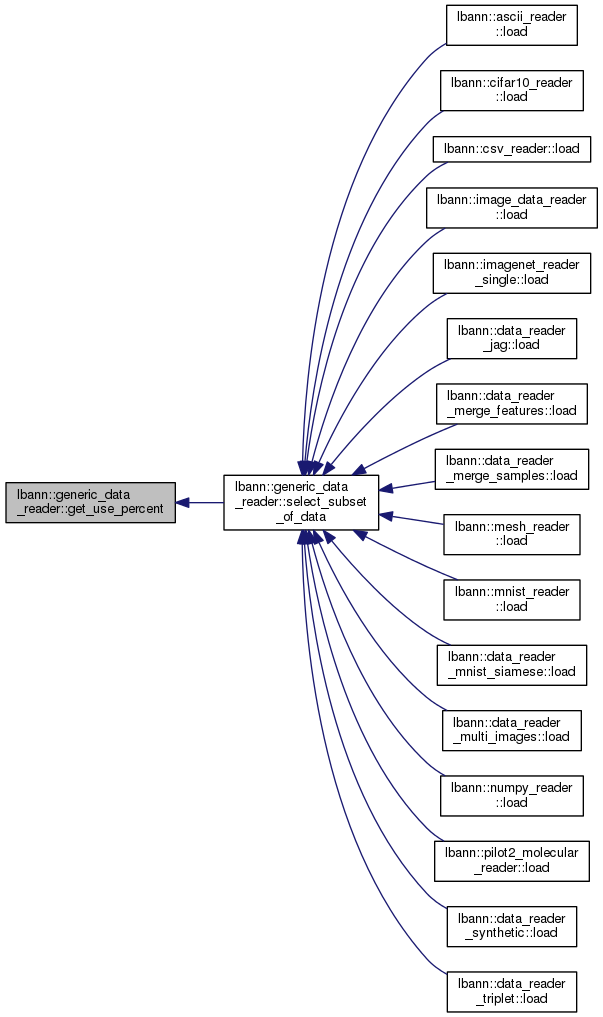 lbann::generic_data
_reader::get_use_percent
lbann::generic_data
_reader::select_subset
_of_data
lbann::ascii_reader
::load
lbann::cifar10_reader
::load
lbann::csv_reader::load
lbann::image_data_reader
::load
lbann::imagenet_reader
_single::load
lbann::data_reader
_jag::load
lbann::data_reader
_merge_features::load
lbann::data_reader
_merge_samples::load
lbann::mesh_reader
::load
lbann::mnist_reader
::load
lbann::data_reader
_mnist_siamese::load
lbann::data_reader
_multi_images::load
lbann::numpy_reader
::load
lbann::pilot2_molecular
_reader::load
lbann::data_reader
_synthetic::load
lbann::data_reader
_triplet::load